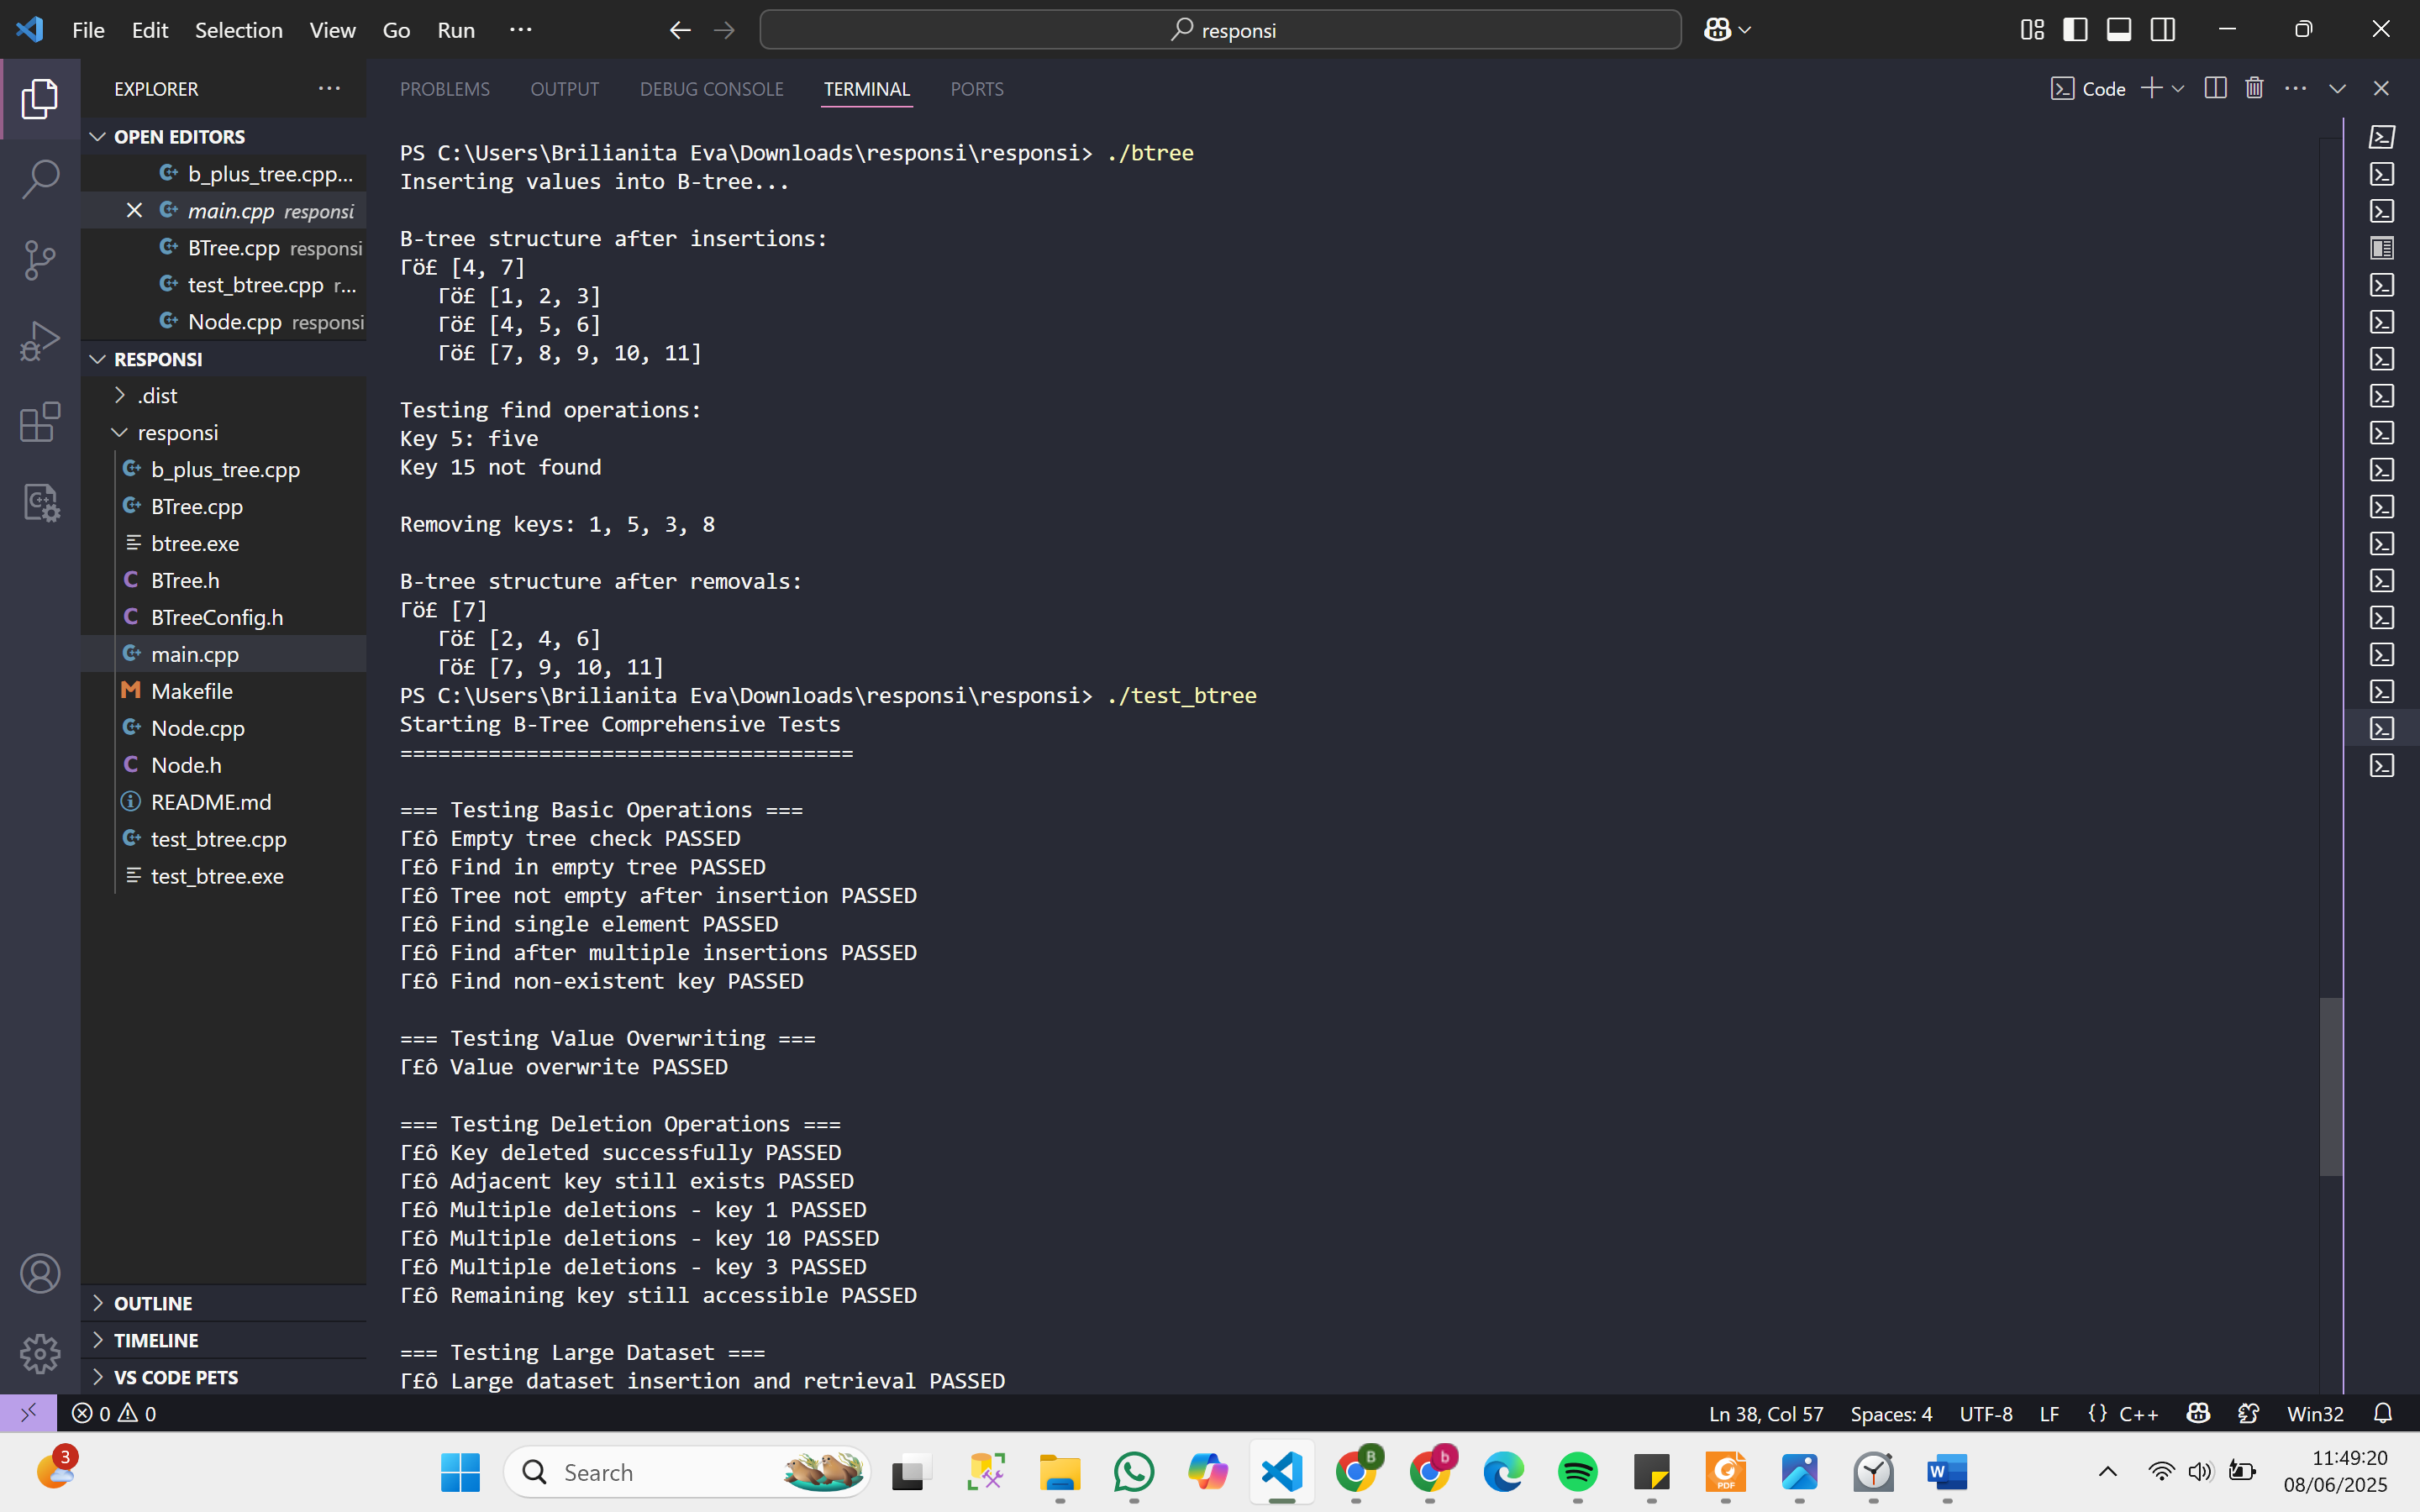 File Edit Selection View Go Run ···
responsi
EXPLORER
OPEN EDITORS
b_plus_tree.cpp...
main.cpp responsi
BTree.cpp responsi
test_btree.cpp r...
Node.cpp responsi
RESPONSI
.dist
responsi
b_plus_tree.cpp
BTree.cpp
btree.exe
BTree.h
BTreeConfig.h
main.cpp
Makefile
Node.cpp
Node.h
README.md
test_btree.cpp
test_btree.exe
OUTLINE
TIMELINE
VS CODE PETS
PROBLEMS OUTPUT DEBUG CONSOLE TERMINAL PORTS
Code
PS C:\Users\Brilianita Eva\Downloads\responsi\responsi> ./btree
Inserting values into B-tree...
B-tree structure after insertions:
Γö£ [4, 7]
Γö£ [1, 2, 3]
Γö£ [4, 5, 6]
Γö£ [7, 8, 9, 10, 11]
Testing find operations:
Key 5: five
Key 15 not found
Removing keys: 1, 5, 3, 8
B-tree structure after removals:
Γö£ [7]
Γö£ [2, 4, 6]
Γö£ [7, 9, 10, 11]
PS C:\Users\Brilianita Eva\Downloads\responsi\responsi> ./test_btree
Starting B-Tree Comprehensive Tests
====================================
=== Testing Basic Operations ===
Γ£ô Empty tree check PASSED
Γ£ô Find in empty tree PASSED
Γ£ô Tree not empty after insertion PASSED
Γ£ô Find single element PASSED
Γ£ô Find after multiple insertions PASSED
Γ£ô Find non-existent key PASSED
=== Testing Value Overwriting ===
Γ£ô Value overwrite PASSED
=== Testing Deletion Operations ===
Γ£ô Key deleted successfully PASSED
Γ£ô Adjacent key still exists PASSED
Γ£ô Multiple deletions - key 1 PASSED
Γ£ô Multiple deletions - key 10 PASSED
Γ£ô Multiple deletions - key 3 PASSED
Γ£ô Remaining key still accessible PASSED
=== Testing Large Dataset ===
Γ£ô Large dataset insertion and retrieval PASSED
0 0
Ln 38, Col 57 Spaces: 4 UTF-8 LF {} C++ Win32
3
Search
B
b
PDF
W
11:49:20
08/06/2025